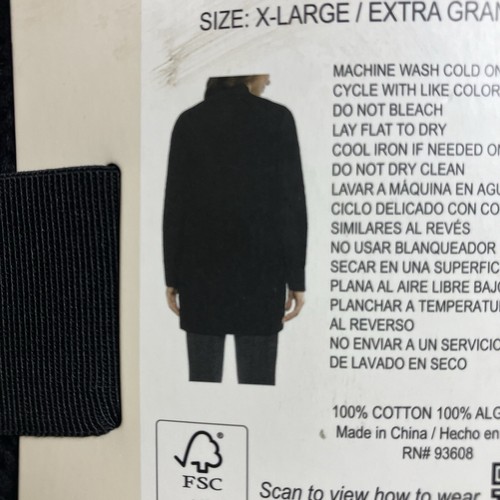 SIZE: X-LARGE / EXTRA GRAN
MACHINE WASH COLD ON
CYCLE WITH LIKE COLOR
DO NOT BLEACH
LAY FLAT TO DRY
COOL IRON IF NEEDED ON
DO NOT DRY CLEAN
LAVAR A MÁQUINA EN AGU
CICLO DELICADO CON CO
SIMILARES AL REVÉS
NO USAR BLANQUEADOR
SECAR EN UNA SUPERFIC
PLANA AL AIRE LIBRE BAJO
PLANCHAR A TEMPERATU
AL REVERSO
NO ENVIAR A UN SERVICIO
DE LAVADO EN SECO
100% COTTON 100% ALG
Made in China / Hecho en
RN# 93608
FSC
Scan to view how to wear